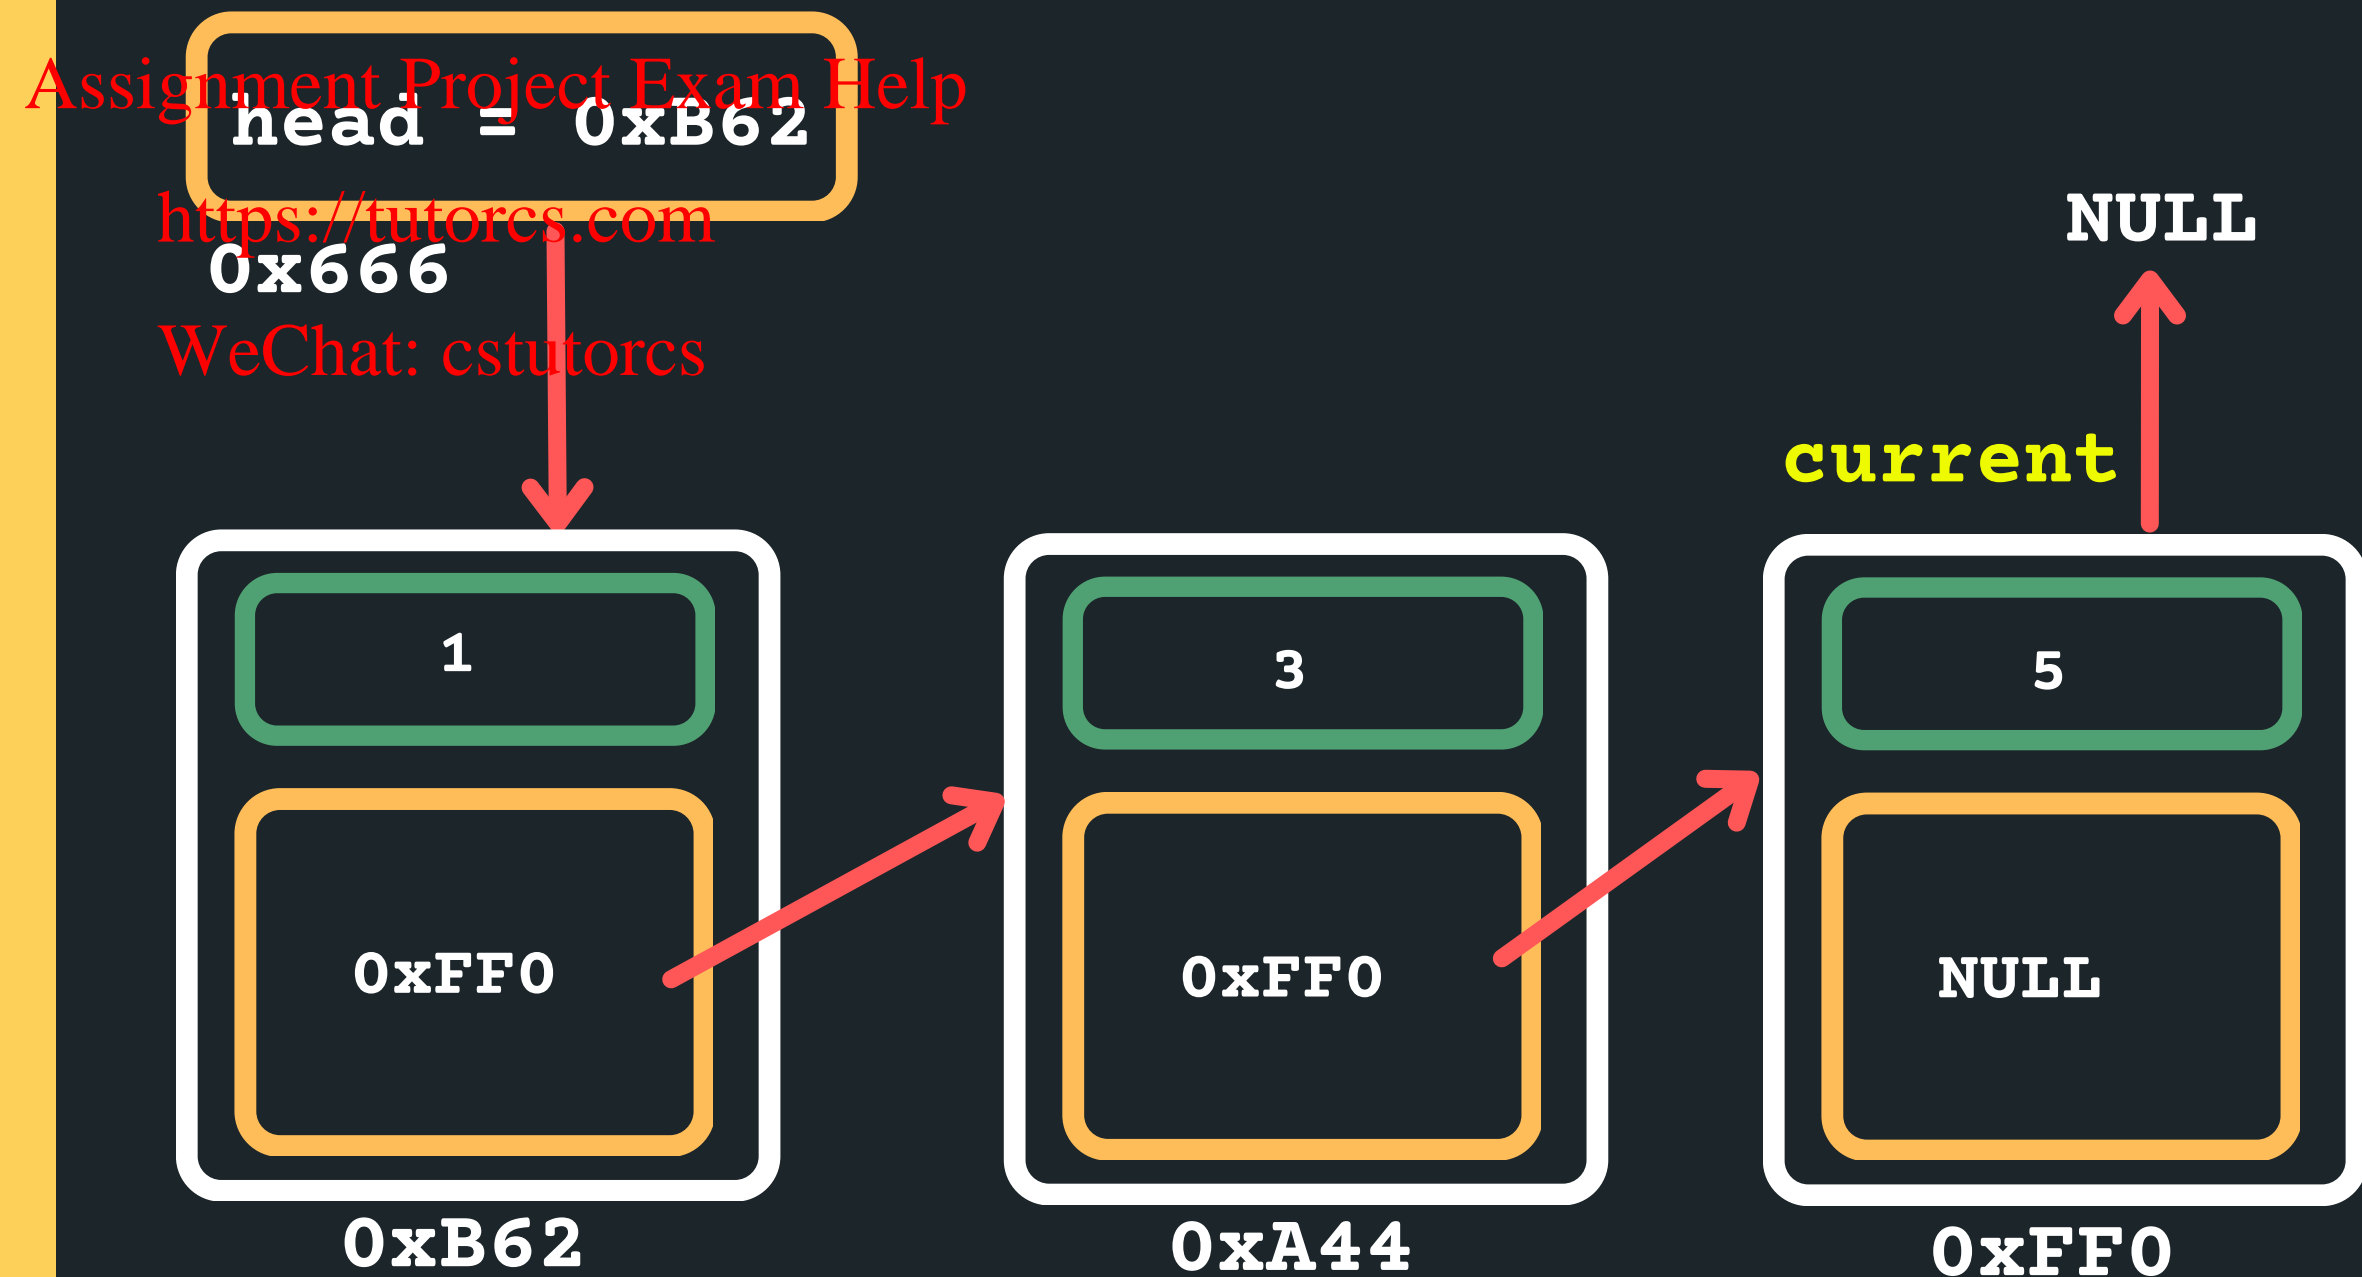 Assignment Project Exam Help
head = 0xB62
https://tutorcs.com
0x666
WeChat: cstutorcs
NULL
current
1
3
5
0xFF0
0xFF0
NULL
0xB62
0xA44
0xFF0